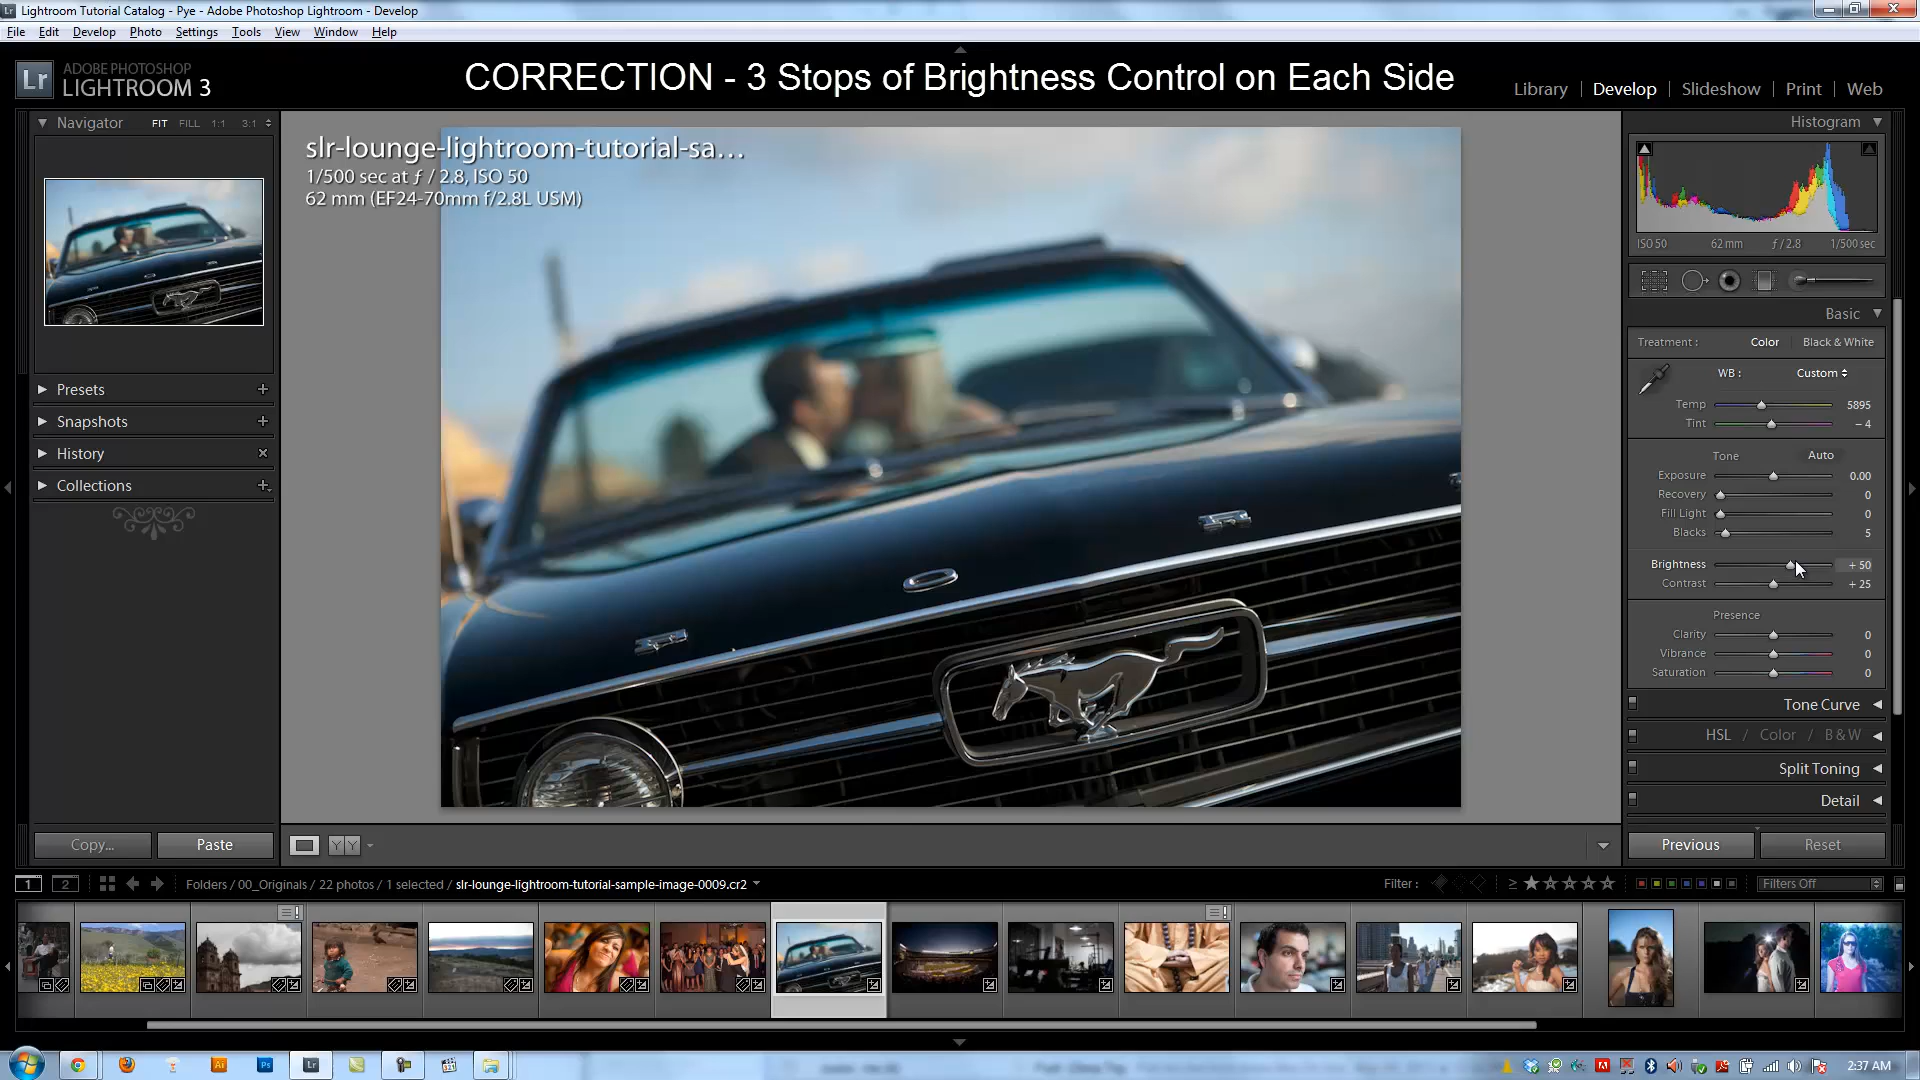 Lightroom Tutorial Catalog - Pye - Adobe Photoshop Lightroom - Develop
File Edit Develop Photo Settings Tools View Window Help
Lr ADOBE PHOTOSHOP
LIGHTROOM 3
CORRECTION - 3 Stops of Brightness Control on Each Side
Library | Develop | Slideshow | Print | Web
Navigator FIT FILL 1:1 3:1
Histogram
slr-lounge-lightroom-tutorial-sa...
1/500 sec at ƒ / 2.8, ISO 50
62 mm (EF24-70mm f/2.8L USM)
ISO 50 62 mm ƒ / 2.8 1/500 sec
Basic
Treatment : Color Black & White
WB : Custom
Temp 5895
Tint – 4
Tone Auto
Exposure 0.00
Recovery 0
Fill Light 0
Blacks 5
Brightness + 50
Contrast + 25
Presence
Clarity 0
Vibrance 0
Saturation 0
Tone Curve
HSL / Color / B & W
Split Toning
Detail
Presets
Snapshots
History
Collections
Copy... Paste
Y Y
Previous Reset
1 2 Folders / 00_Originals / 22 photos / 1 selected / slr-lounge-lightroom-tutorial-sample-image-0009.cr2
Filter : ≥ Filters Off
Ai Ps Lr
2:37 AM